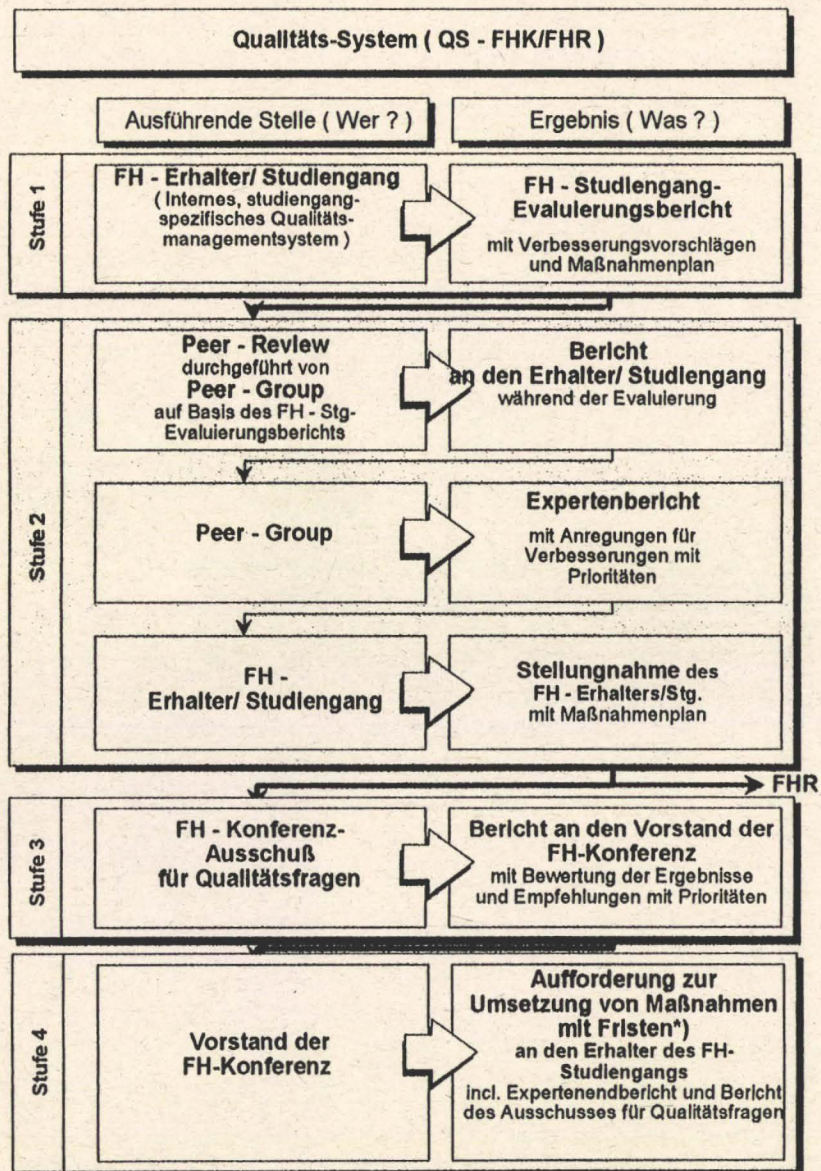 Qualitäts-System ( QS - FHK/FHR )
Ausführende Stelle ( Wer ? )
Ergebnis ( Was ? )
Stufe 1
FH - Erhalter/ Studiengang
( Internes, studiengang-
spezifisches Qualitäts-
managementsystem )
FH - Studiengang-
Evaluierungsbericht
mit Verbesserungsvorschlägen
und Maßnahmenplan
Stufe 2
Peer - Review
durchgeführt von
Peer - Group
auf Basis des FH - Stg-
Evaluierungsberichts
Bericht
an den Erhalter/ Studiengang
während der Evaluierung
Peer - Group
Expertenbericht
mit Anregungen für
Verbesserungen mit
Prioritäten
FH -
Erhalter/ Studiengang
Stellungnahme des
FH - Erhalters/Stg.
mit Maßnahmenplan
FHR
Stufe 3
FH - Konferenz-
Ausschuß
für Qualitätsfragen
Bericht an den Vorstand der
FH-Konferenz
mit Bewertung der Ergebnisse
und Empfehlungen mit Prioritäten
Stufe 4
Vorstand der
FH-Konferenz
Aufforderung zur
Umsetzung von Maßnahmen
mit Fristen*)
an den Erhalter des FH-
Studiengangs
incl. Expertenendbericht und Bericht
des Ausschusses für Qualitätsfragen